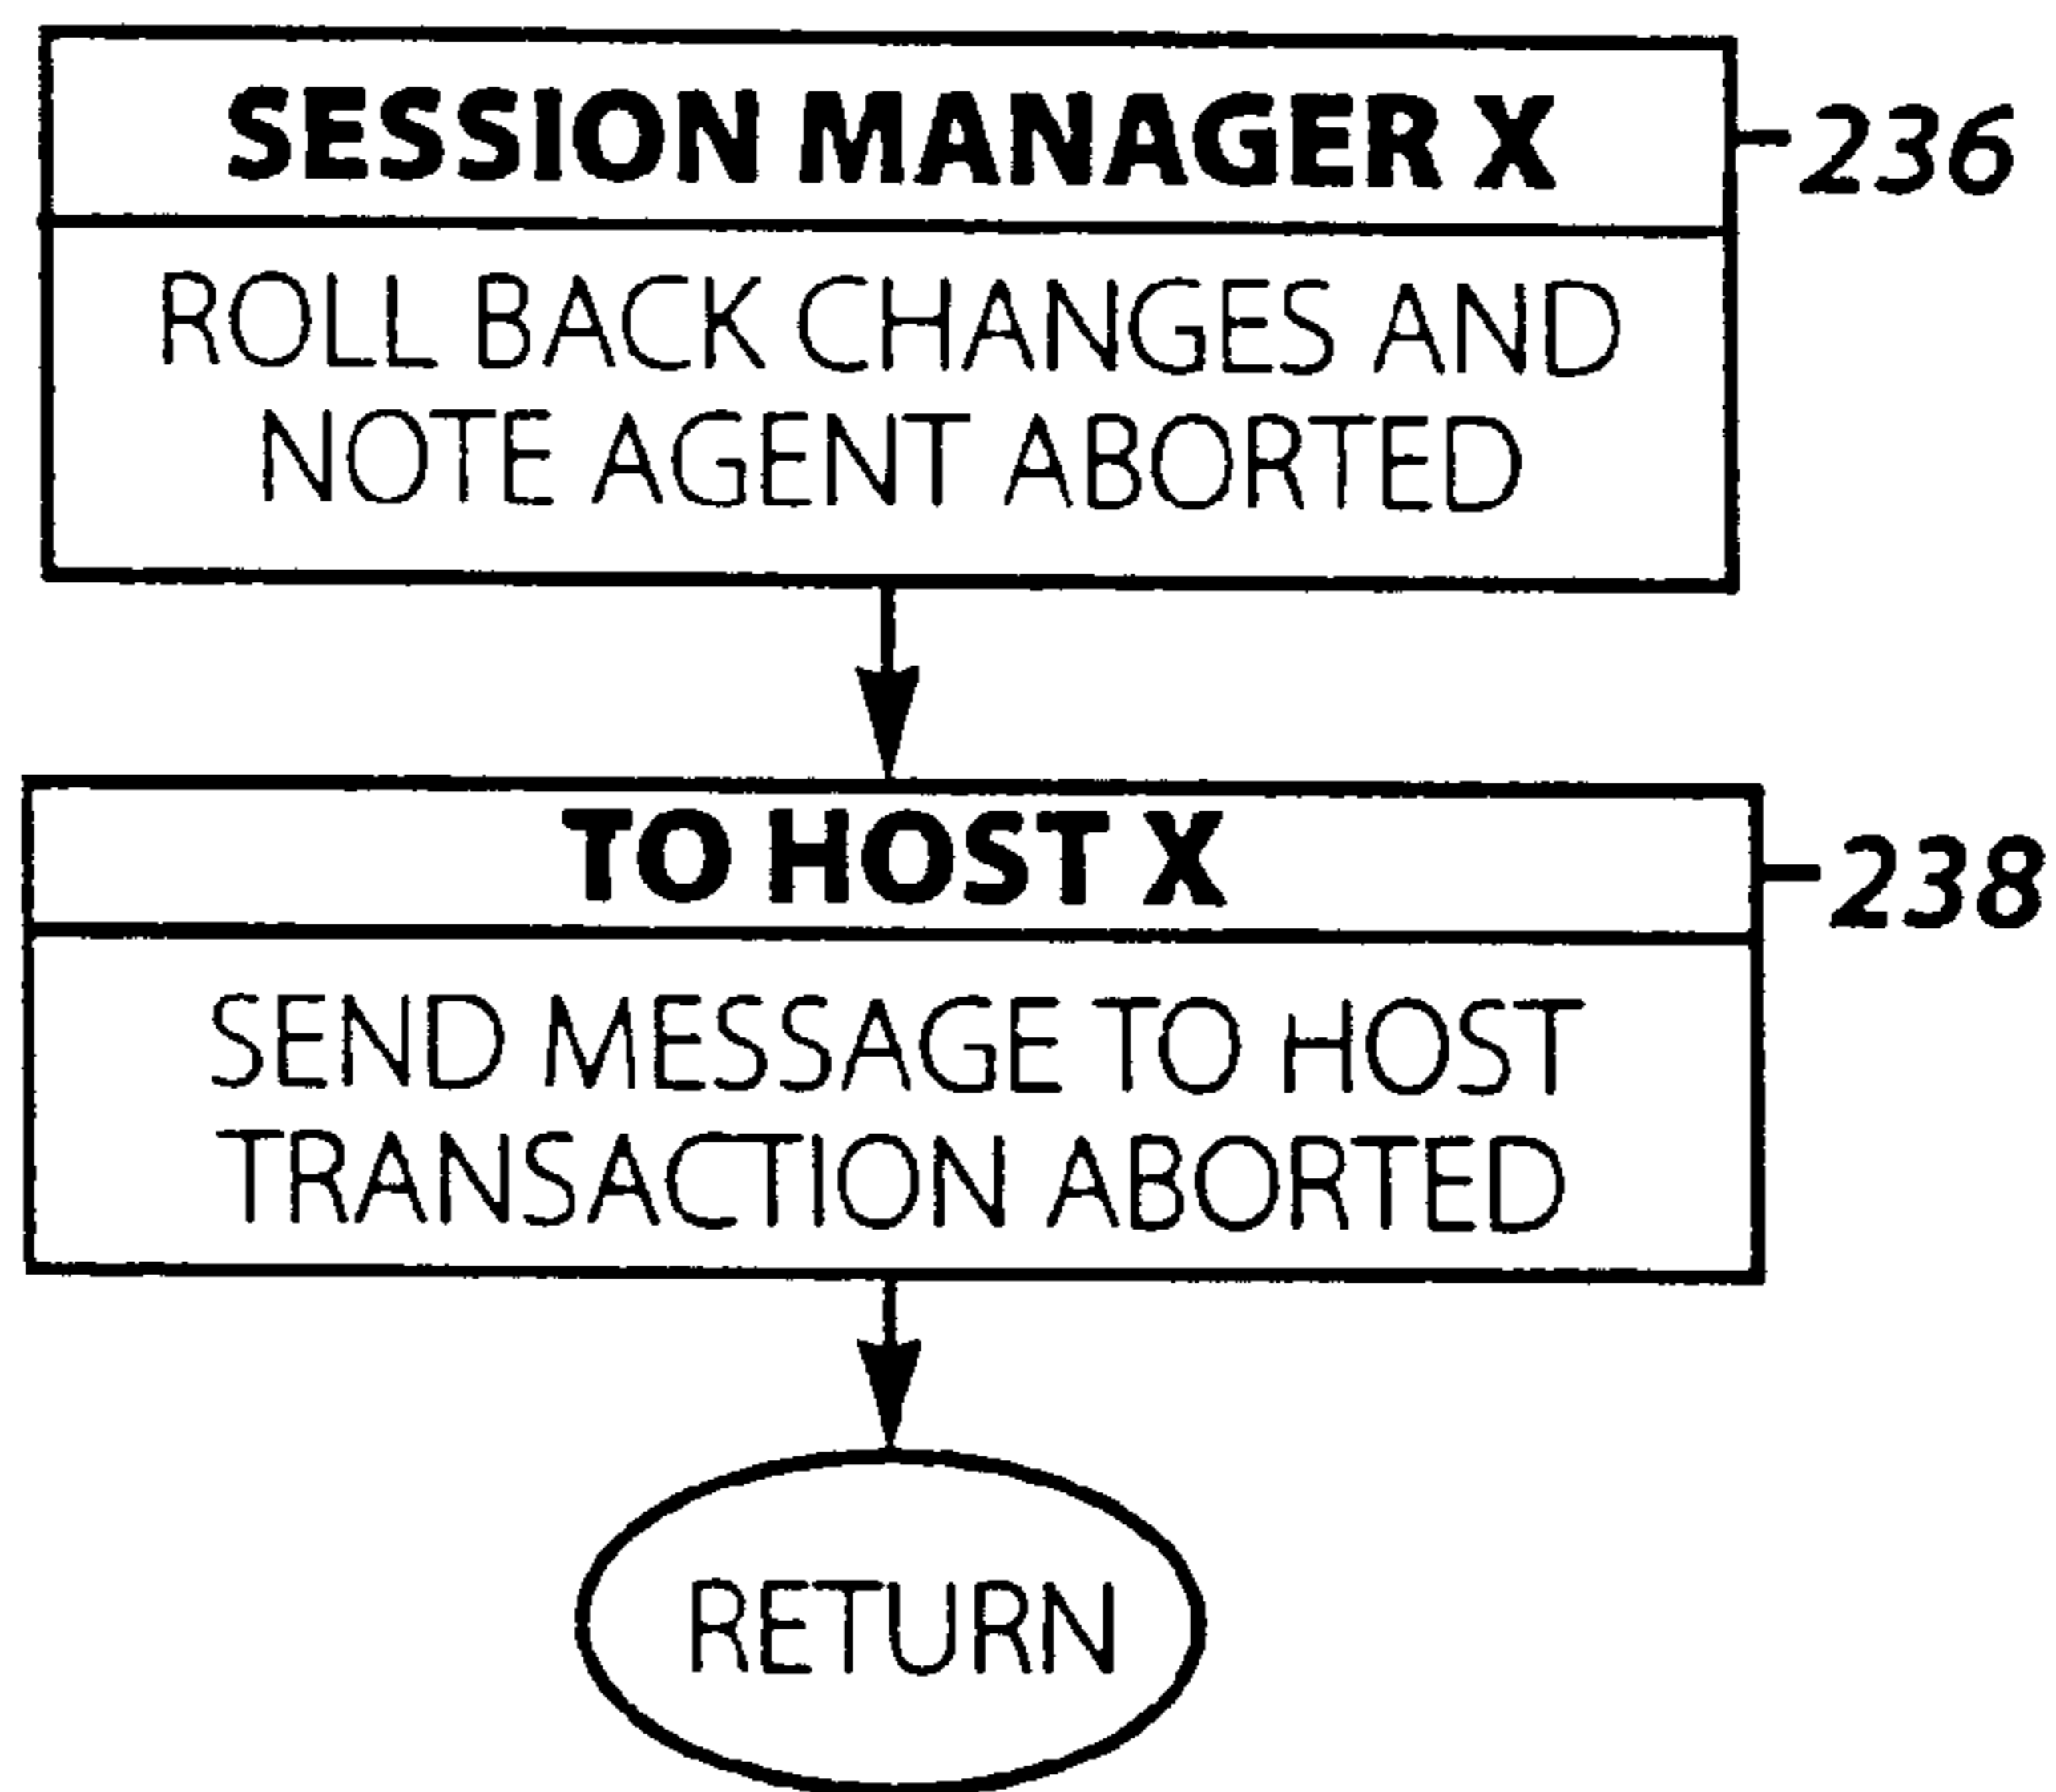 SESSION MANAGER X
236
ROLL BACK CHANGES AND
NOTE AGENT ABORTED
TO HOST X
238
SEND MESSAGE TO HOST
TRANSACTION ABORTED
RETURN